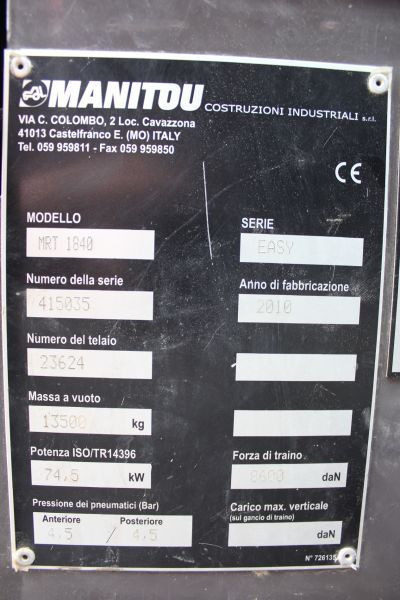 MANITOU COSTRUZIONI INDUSTRIALI s.r.l.
VIA C. COLOMBO, 2 Loc. Cavazzona
41013 Castelfranco E. (MO) ITALY
Tel. 059 959811 - Fax 059 959850
CE
MODELLO SERIE
MRT 1840 EASY
Numero della serie Anno di fabbricazione
415035 2010
Numero del telaio
23624
Massa a vuoto
13500 kg
Potenza ISO/TR14396 Forza di traino
74,5 kW 8600 daN
Pressione dei pneumatici (Bar) Carico max. verticale
Anteriore / Posteriore (sul gancio di traino)
4,5 4,5 daN